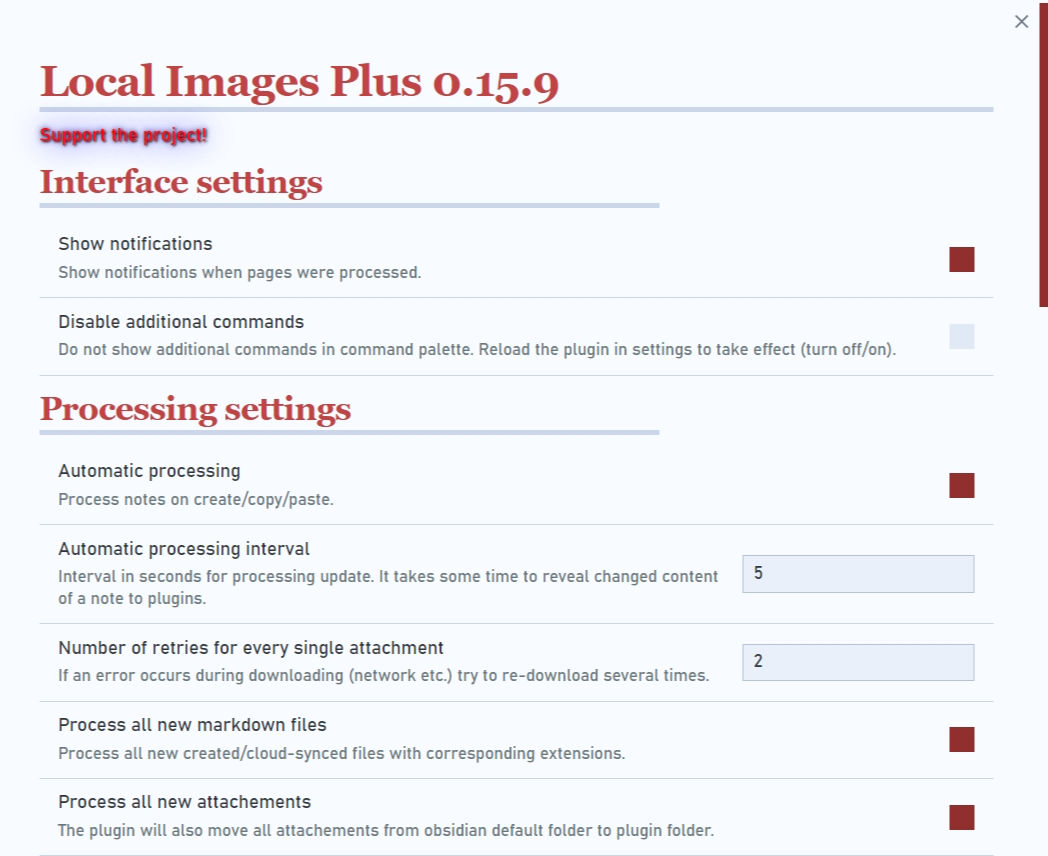 Local Images Plus 0.15.9
Support the project!
Interface settings
Show notifications
Show notifications when pages were processed.
Disable additional commands
Do not show additional commands in command palette. Reload the plugin in settings to take effect (turn off/on).
Processing settings
Automatic processing
Process notes on create/copy/paste.
Automatic processing interval
Interval in seconds for processing update. It takes some time to reveal changed content
of a note to plugins.
5
Number of retries for every single attachment
If an error occurs during downloading (network etc.) try to re-download several times.
2
Process all new markdown files
Process all new created/cloud-synced files with corresponding extensions.
Process all new attachements
The plugin will also move all attachements from obsidian default folder to plugin folder.